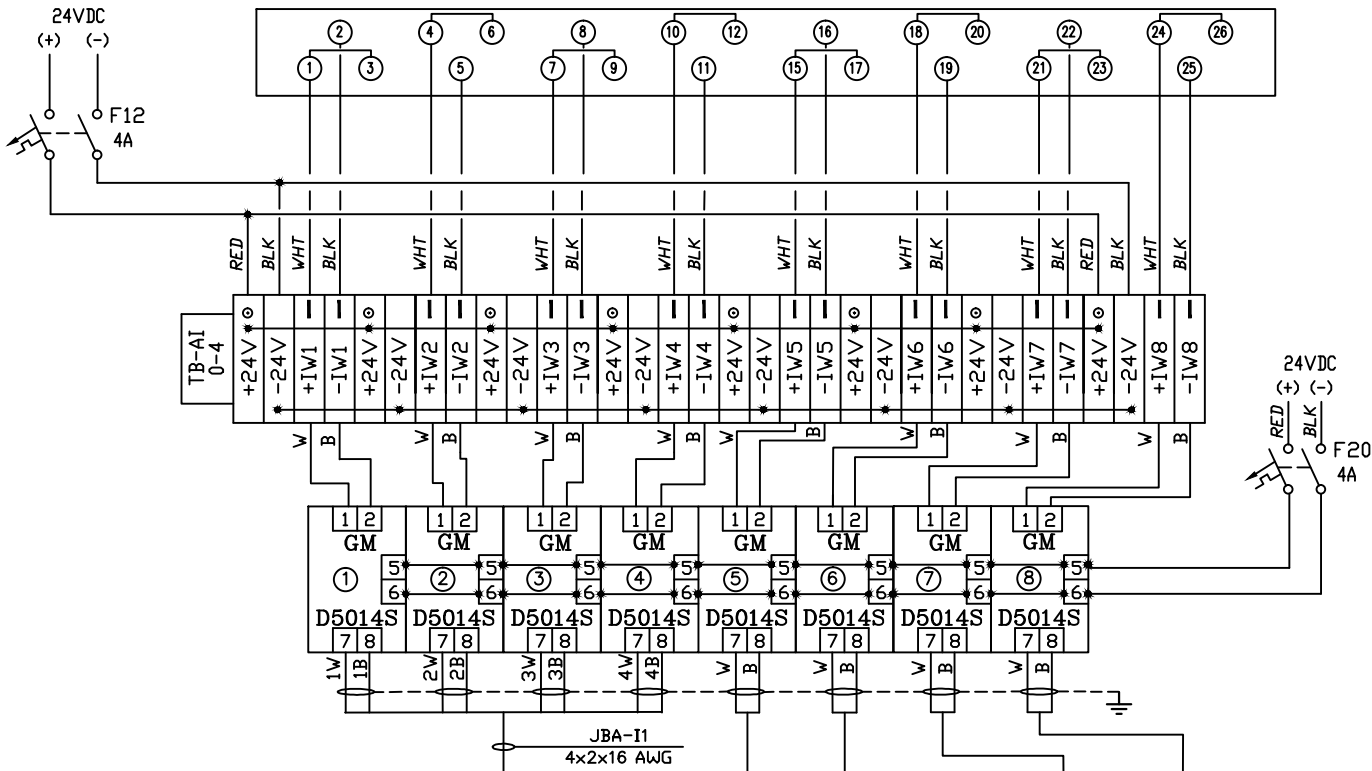 24VDC
(+) (-)
F12
4A
2 4 6 8 10 12 16 18 20 22 24 26
1 3 5 7 9 11 15 17 19 21 23 25
RED BLK WHT BLK WHT BLK WHT BLK WHT BLK WHT BLK WHT BLK WHT BLK RED BLK WHT BLK
TB-AI
0-4
+24V -24V +IW1 -IW1 +24V -24V +IW2 -IW2 +24V -24V +IW3 -IW3 +24V -24V +IW4 -IW4 +24V -24V +IW5 -IW5 +24V -24V +IW6 -IW6 +24V -24V +IW7 -IW7 +24V -24V +IW8 -IW8
24VDC
(+) (-)
RED BLK
F20
4A
W B W B W B W B W B W B W B W B
1 2 1 2 1 2 1 2 1 2 1 2 1 2 1 2
GM GM GM GM GM GM GM GM
5 5 5 5 5 5 5 5
1 2 3 4 5 6 7 8
6 6 6 6 6 6 6 6
D5014S D5014S D5014S D5014S D5014S D5014S D5014S D5014S
7 8 7 8 7 8 7 8 7 8 7 8 7 8 7 8
1W 1B 2W 2B 3W 3B 4W 4B W B W B W B W B
JBA-I1
4x2x16 AWG